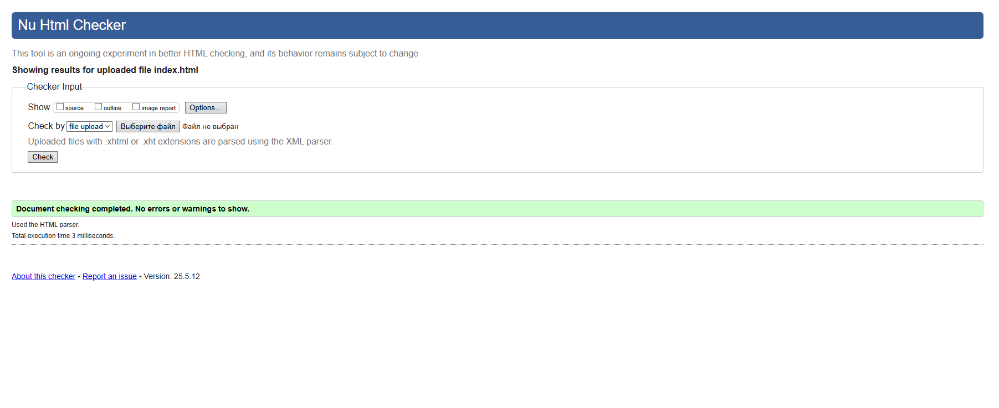 Nu Html Checker
This tool is an ongoing experiment in better HTML checking, and its behavior remains subject to change
Showing results for uploaded file index.html
Checker Input
Show source outline image report Options...
Check by file upload Выберите файл Файл не выбран
Uploaded files with .xhtml or .xht extensions are parsed using the XML parser.
Check
Document checking completed. No errors or warnings to show.
Used the HTML parser.
Total execution time 3 milliseconds.
About this checker • Report an issue • Version: 25.5.12